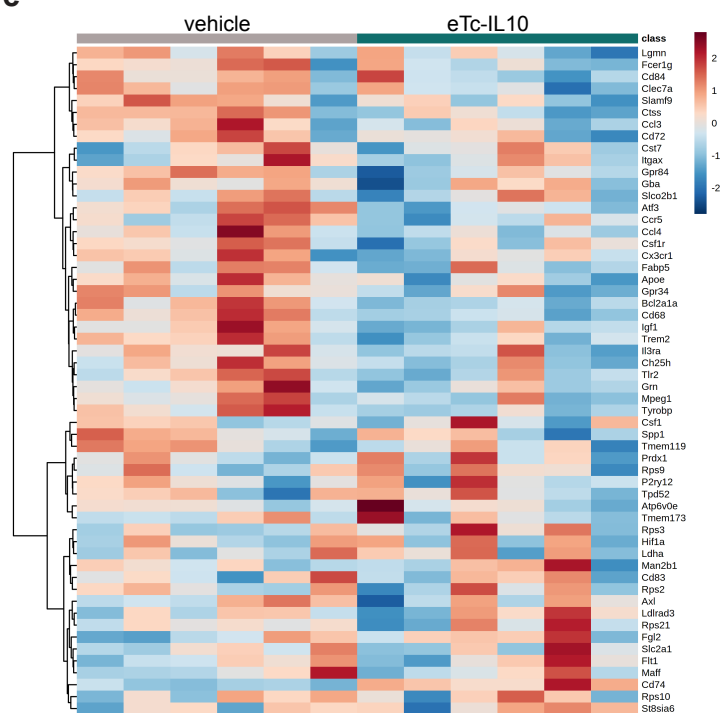 c
vehicle eTc-IL10
class
Lgmn
Fcer1g
Cd84
Clec7a
Slamf9
Ctss
Ccl3
Cd72
Cst7
Itgax
Gpr84
Gba
Slco2b1
Atf3
Ccr5
Ccl4
Csf1r
Cx3cr1
Fabp5
Apoe
Gpr34
Bcl2a1a
Cd68
Igf1
Trem2
Il3ra
Ch25h
Tlr2
Grn
Mpeg1
Tyrobp
Csf1
Spp1
Tmem119
Prdx1
Rps9
P2ry12
Tpd52
Atp6v0e
Tmem173
Rps3
Hif1a
Ldha
Man2b1
Cd83
Rps2
Axl
Ldlrad3
Rps21
Fgl2
Slc2a1
Flt1
Maff
Cd74
Rps10
St8sia6
2
1
0
-1
-2